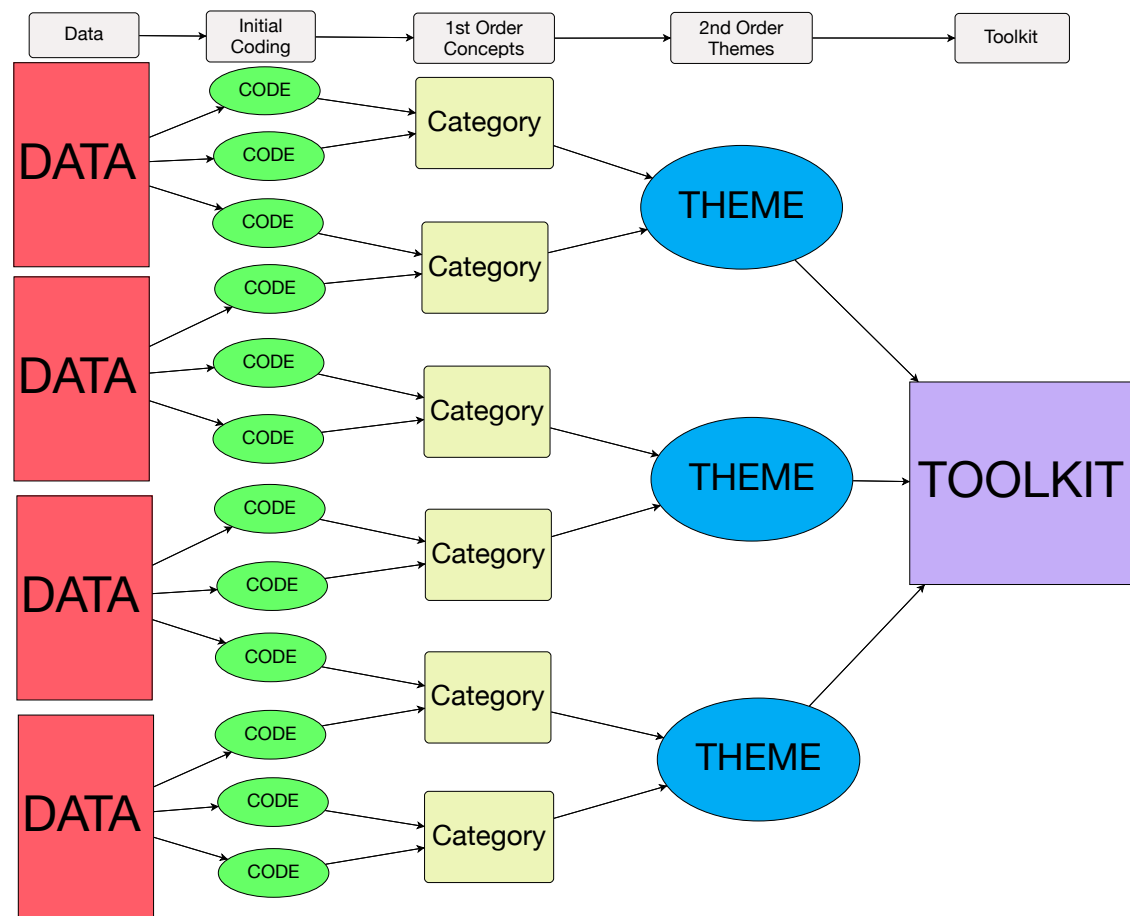 Data
Initial
Coding
1st Order
Concepts
2nd Order
Themes
Toolkit
DATA
CODE
CODE
CODE
Category
Category
THEME
DATA
CODE
CODE
CODE
Category
THEME
TOOLKIT
DATA
CODE
CODE
CODE
Category
Category
THEME
DATA
CODE
CODE
CODE
Category